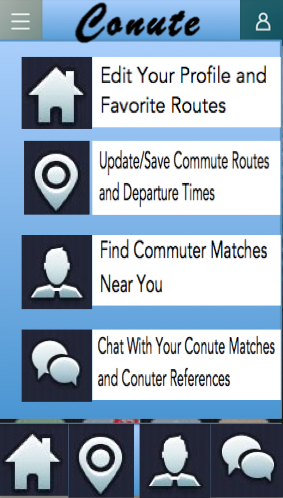 Conute
Edit Your Profile and
Favorite Routes
Update/Save Commute Routes
and Departure Times
Find Commuter Matches
Near You
Chat With Your Conute Matches
and Conuter References